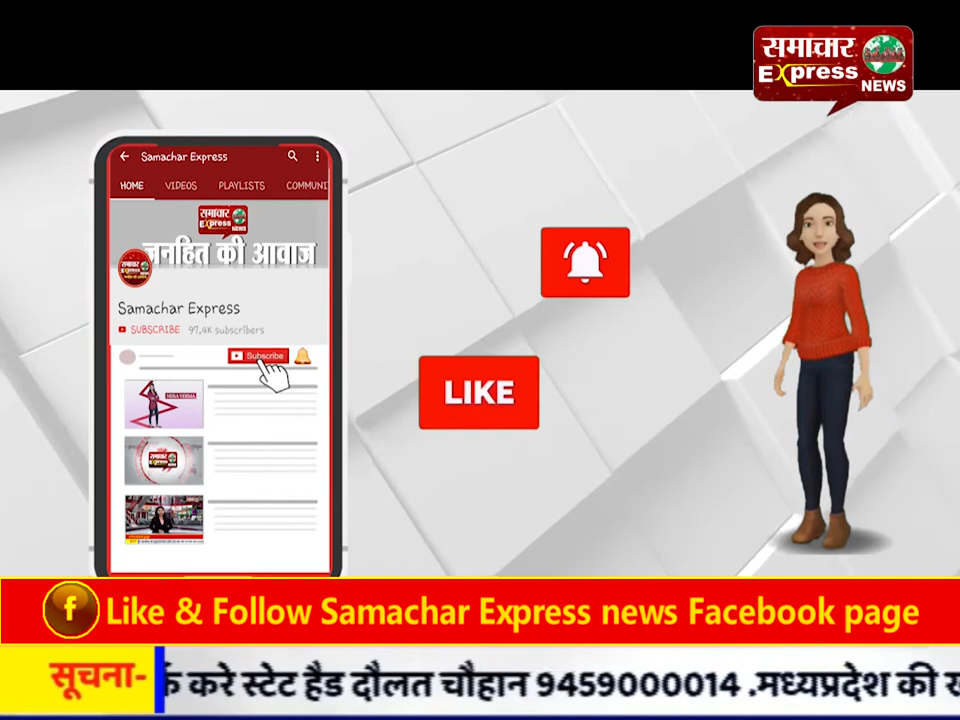 समाचार
Express
NEWS
Samachar Express
HOME VIDEOS PLAYLISTS COMMUNI
समाचार
Express
NEWS
जनहित की आवाज
Samachar Express
SUBSCRIBE 97.4K subscribers
Subscribe
LIKE
Like & Follow Samachar Express news Facebook page
सूचना- र्क करे स्टेट हैड दौलत चौहान 9459000014 .मध्यप्रदेश की